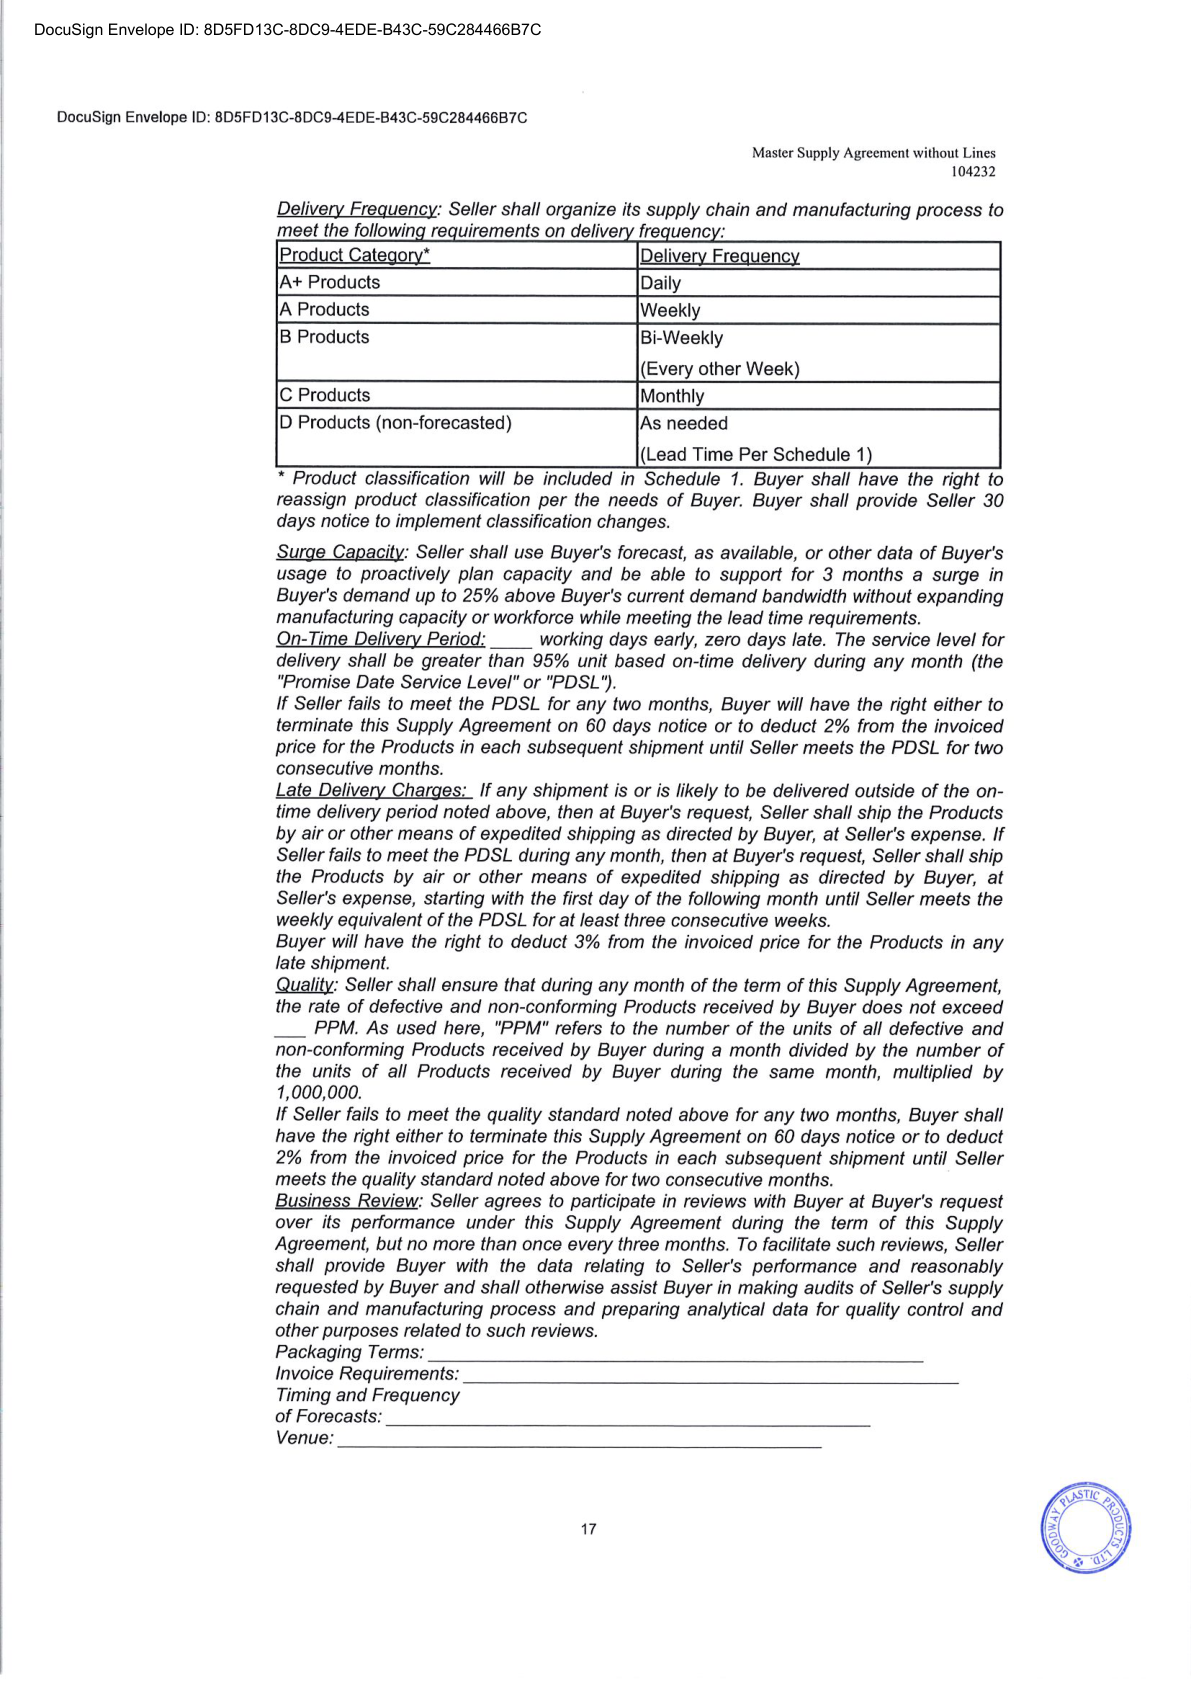 DocuSign Envelope ID: 8D5FD13C-8DC9-4EDE-B43C-59C284466B7C
DocuSign Envelope ID: 8D5FD13C-8DC9-4EDE-B43C-59C284466B7C
Master Supply Agreement without Lines
104232
Delivery Frequency: Seller shall organize its supply chain and manufacturing process to
meet the following requirements on delivery frequency:
Product Category* Delivery Frequency
A+ Products Daily
A Products Weekly
B Products Bi-Weekly
(Every other Week)
C Products Monthly
D Products (non-forecasted) As needed
(Lead Time Per Schedule 1)
* Product classification will be included in Schedule 1. Buyer shall have the right to
reassign product classification per the needs of Buyer. Buyer shall provide Seller 30
days notice to implement classification changes.
Surge Capacity: Seller shall use Buyer's forecast, as available, or other data of Buyer's
usage to proactively plan capacity and be able to support for 3 months a surge in
Buyer's demand up to 25% above Buyer's current demand bandwidth without expanding
manufacturing capacity or workforce while meeting the lead time requirements.
On-Time Delivery Period: ____ working days early, zero days late. The service level for
delivery shall be greater than 95% unit based on-time delivery during any month (the
"Promise Date Service Level" or "PDSL").
If Seller fails to meet the PDSL for any two months, Buyer will have the right either to
terminate this Supply Agreement on 60 days notice or to deduct 2% from the invoiced
price for the Products in each subsequent shipment until Seller meets the PDSL for two
consecutive months.
Late Delivery Charges: If any shipment is or is likely to be delivered outside of the on-
time delivery period noted above, then at Buyer's request, Seller shall ship the Products
by air or other means of expedited shipping as directed by Buyer, at Seller's expense. If
Seller fails to meet the PDSL during any month, then at Buyer's request, Seller shall ship
the Products by air or other means of expedited shipping as directed by Buyer, at
Seller's expense, starting with the first day of the following month until Seller meets the
weekly equivalent of the PDSL for at least three consecutive weeks.
Buyer will have the right to deduct 3% from the invoiced price for the Products in any
late shipment.
Quality: Seller shall ensure that during any month of the term of this Supply Agreement,
the rate of defective and non-conforming Products received by Buyer does not exceed
___ PPM. As used here, "PPM" refers to the number of the units of all defective and
non-conforming Products received by Buyer during a month divided by the number of
the units of all Products received by Buyer during the same month, multiplied by
1,000,000.
If Seller fails to meet the quality standard noted above for any two months, Buyer shall
have the right either to terminate this Supply Agreement on 60 days notice or to deduct
2% from the invoiced price for the Products in each subsequent shipment until Seller
meets the quality standard noted above for two consecutive months.
Business Review: Seller agrees to participate in reviews with Buyer at Buyer's request
over its performance under this Supply Agreement during the term of this Supply
Agreement, but no more than once every three months. To facilitate such reviews, Seller
shall provide Buyer with the data relating to Seller's performance and reasonably
requested by Buyer and shall otherwise assist Buyer in making audits of Seller's supply
chain and manufacturing process and preparing analytical data for quality control and
other purposes related to such reviews.
Packaging Terms: ____
Invoice Requirements: ____
Timing and Frequency
of Forecasts: ____
Venue: ____
17
GOODWAY PLASTIC PRODUCTS LTD.